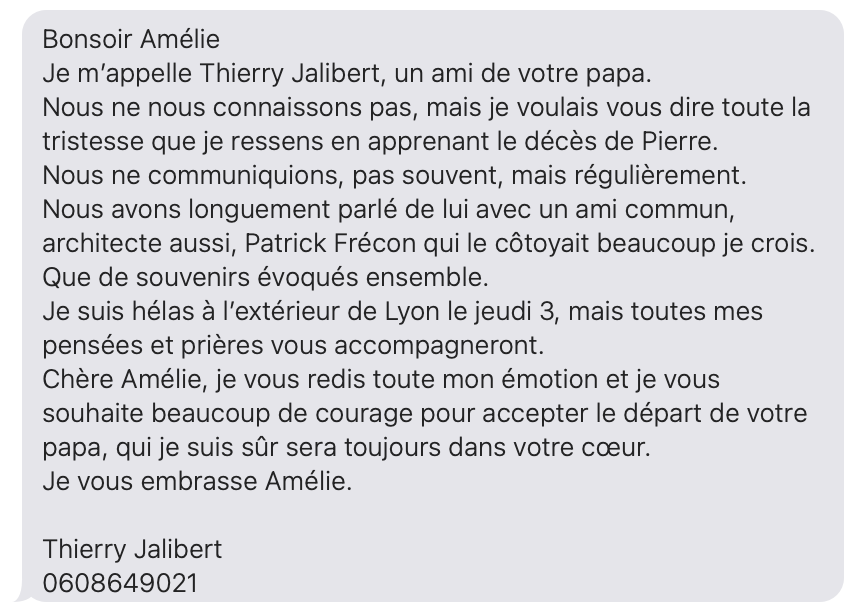 Bonsoir Amélie
Je m’appelle Thierry Jalibert, un ami de votre papa.
Nous ne nous connaissons pas, mais je voulais vous dire toute la
tristesse que je ressens en apprenant le décès de Pierre.
Nous ne communiquions, pas souvent, mais régulièrement.
Nous avons longuement parlé de lui avec un ami commun,
architecte aussi, Patrick Frécon qui le côtoyait beaucoup je crois.
Que de souvenirs évoqués ensemble.
Je suis hélas à l’extérieur de Lyon le jeudi 3, mais toutes mes
pensées et prières vous accompagneront.
Chère Amélie, je vous redis toute mon émotion et je vous
souhaite beaucoup de courage pour accepter le départ de votre
papa, qui je suis sûr sera toujours dans votre cœur.
Je vous embrasse Amélie.
Thierry Jalibert
0608649021